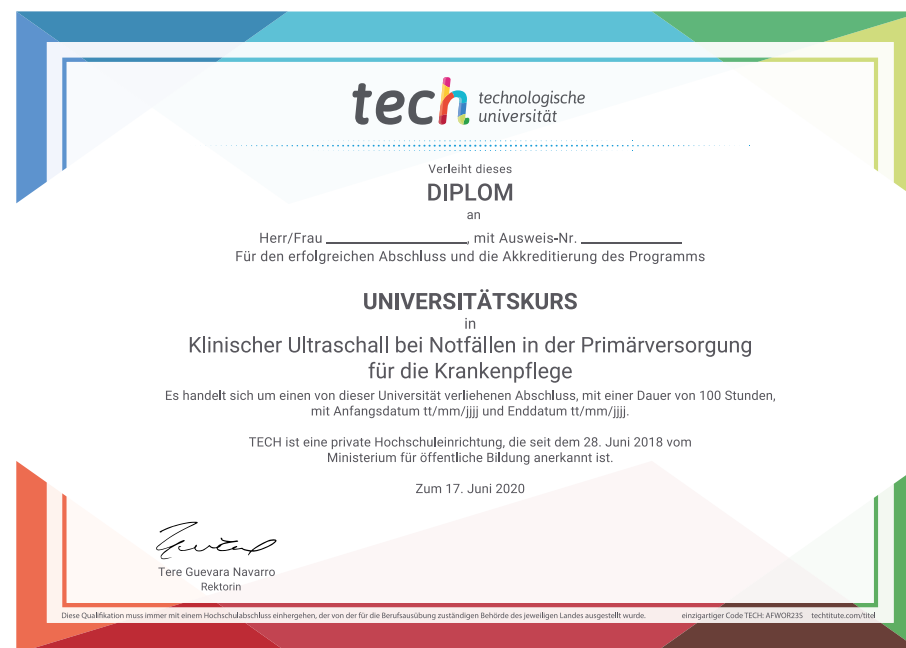 tech technologische
universität
Verleiht dieses
DIPLOM
an
Herr/Frau ____________________, mit Ausweis-Nr. ______________
Für den erfolgreichen Abschluss und die Akkreditierung des Programms
UNIVERSITÄTSKURS
in
Klinischer Ultraschall bei Notfällen in der Primärversorgung
für die Krankenpflege
Es handelt sich um einen von dieser Universität verliehenen Abschluss, mit einer Dauer von 100 Stunden,
mit Anfangsdatum tt/mm/jjjj und Enddatum tt/mm/jjjj.
TECH ist eine private Hochschuleinrichtung, die seit dem 28. Juni 2018 vom
Ministerium für öffentliche Bildung anerkannt ist.
Zum 17. Juni 2020
Tere Guevara Navarro
Rektorin
Diese Qualifikation muss immer mit einem Hochschulabschluss einhergehen, der von der für die Berufsausübung zuständigen Behörde des jeweiligen Landes ausgestellt wurde. einzigartiger Code TECH: AFWOR23S techtitute.com/titel